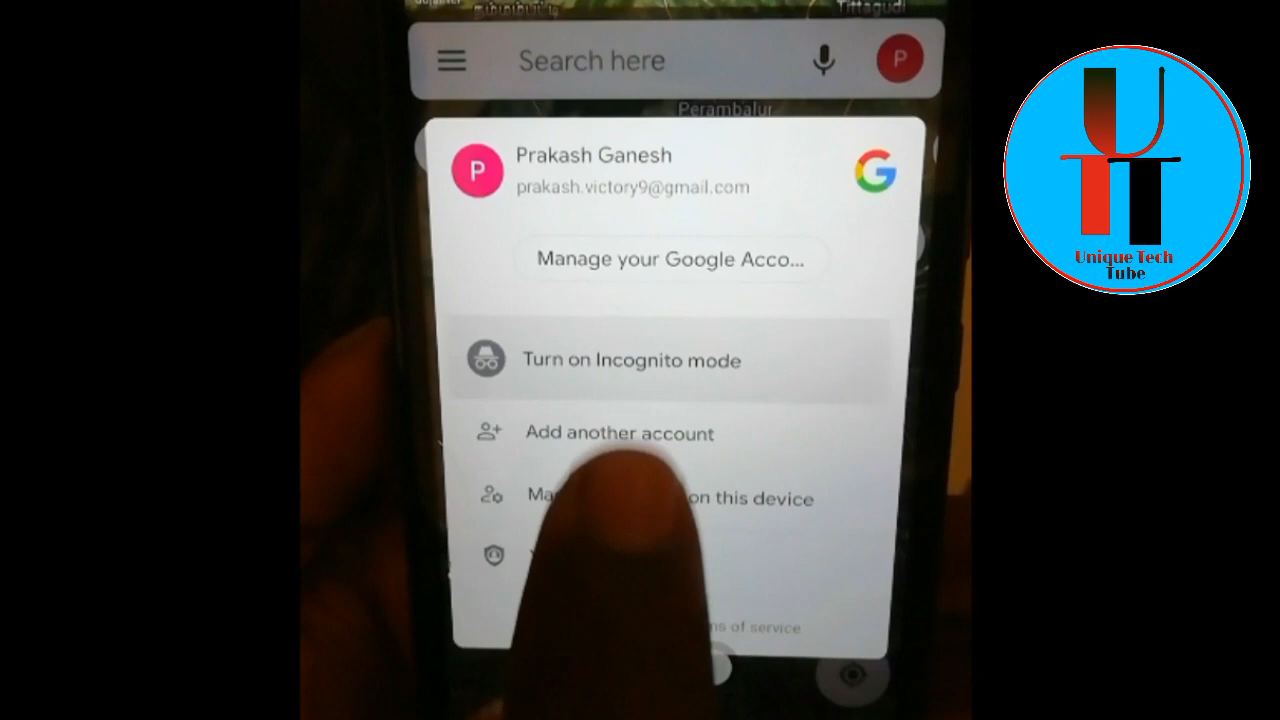 Tittagudi
Search here
P
Perambalur
P
Prakash Ganesh
prakash.victory9@gmail.com
Manage your Google Acco...
Turn on Incognito mode
Add another account
on this device
of service
UTT
Unique Tech
Tube